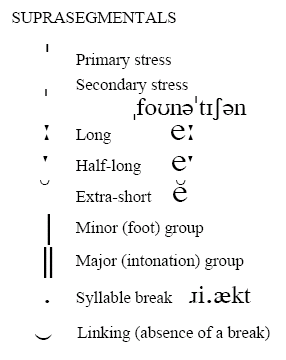 SUPRASEGMENTALS
ˈ Primary stress
ˌ Secondary stress
ˌfoʊnəˈtɪʃən
ː Long eː
ˑ Half-long eˑ
˘ Extra-short ĕ
| Minor (foot) group
‖ Major (intonation) group
. Syllable break ɹi.ækt
‿ Linking (absence of a break)